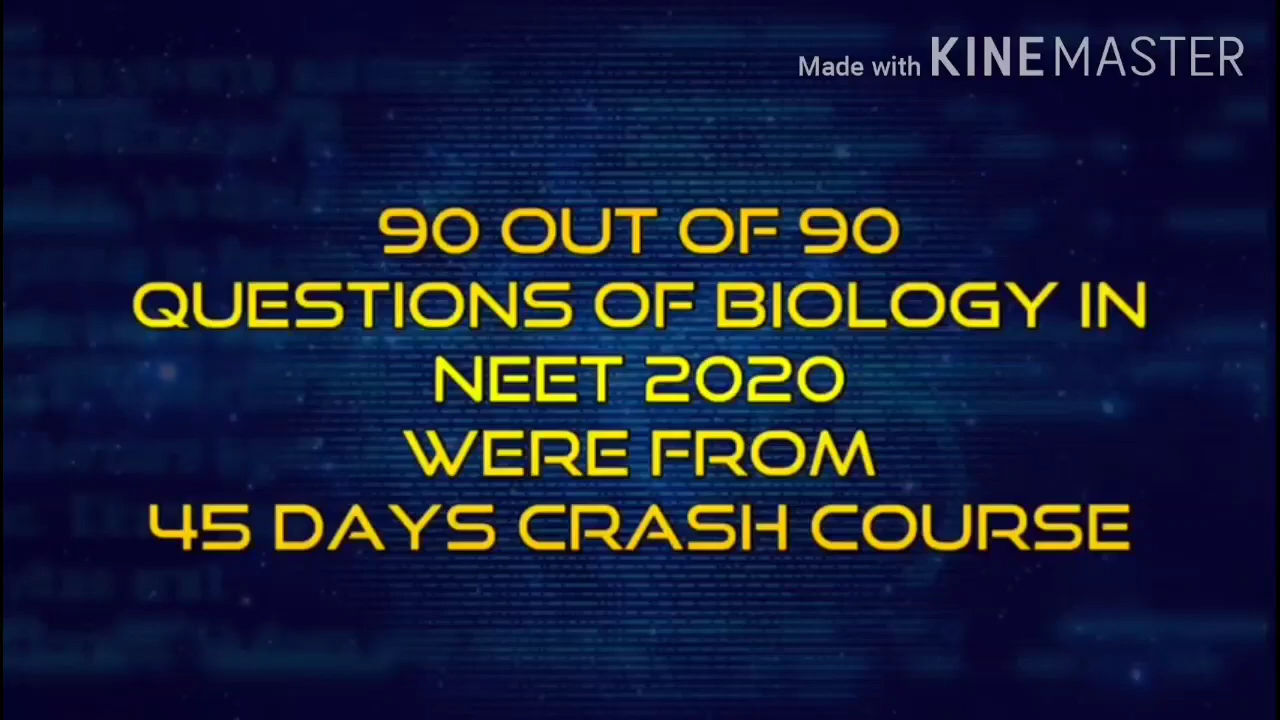 Made with KINEMASTER
90 OUT OF 90
QUESTIONS OF BIOLOGY IN
NEET 2020
WERE FROM
45 DAYS CRASH COURSE